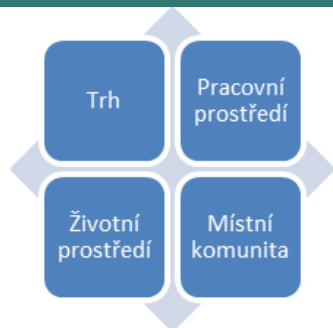 Trh
Pracovní
prostředí
Životní
prostředí
Místní
komunita